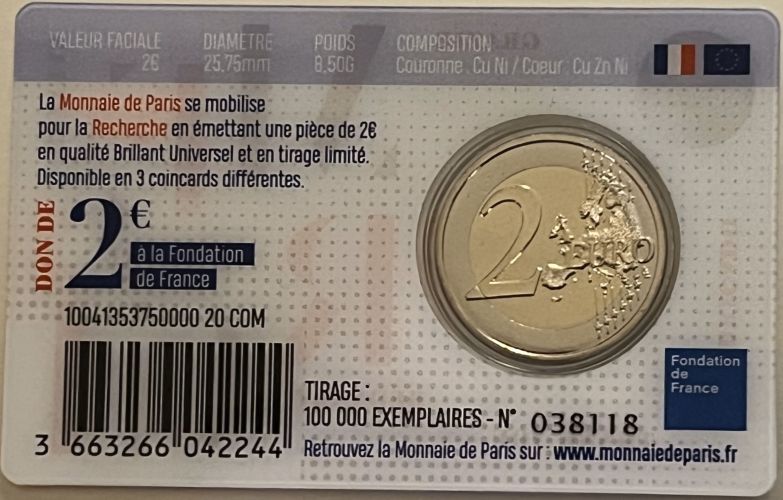 VALEUR FACIALE DIAMETRE POIDS COMPOSITION
2€ 25,75mm 8,50G Couronne : Cu Ni / Coeur : Cu Zn Ni
La Monnaie de Paris se mobilise
pour la Recherche en émettant une pièce de 2€
en qualité Brillant Universel et en tirage limité.
Disponible en 3 coincards différentes.
DON DE
2€
à la Fondation
de France
2 EURO
10041353750000 20 COM
3 663266 042244
TIRAGE :
100 000 EXEMPLAIRES - N° 038118
Retrouvez la Monnaie de Paris sur : www.monnaiedeparis.fr
Fondation
de
France